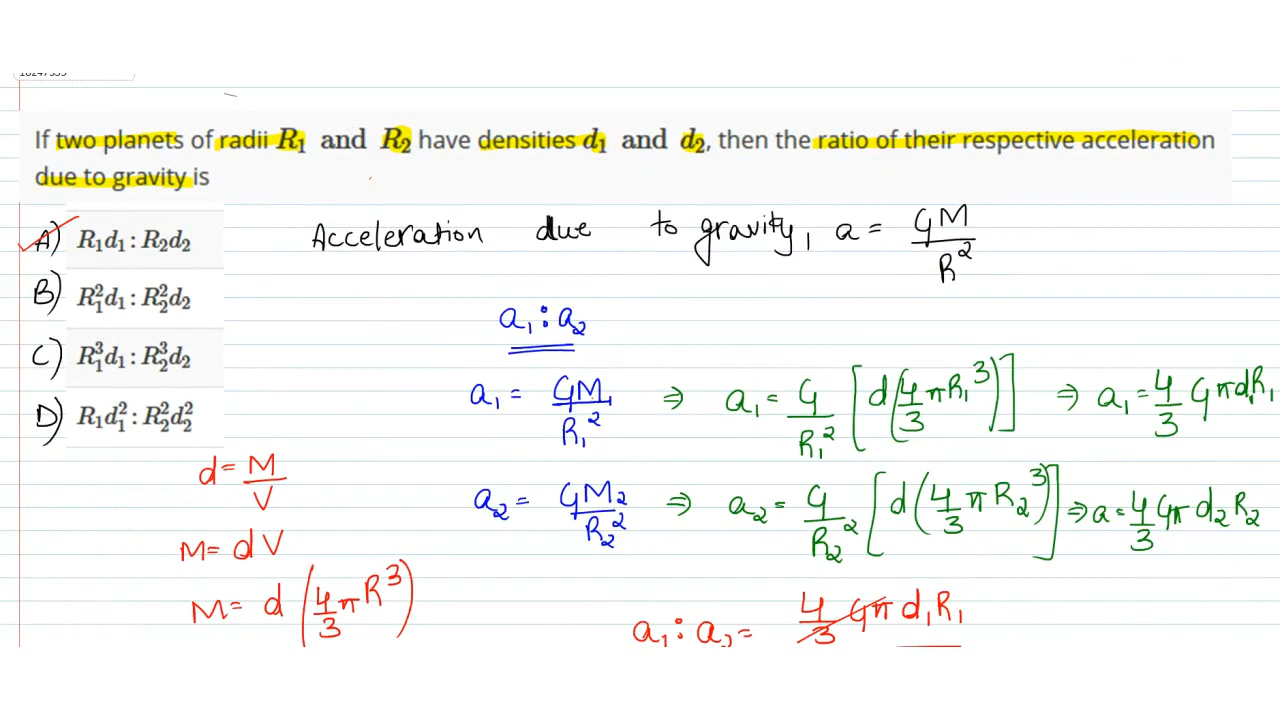 If two planets of radii R₁ and R₂ have densities d₁ and d₂, then the ratio of their respective acceleration
due to gravity is
A) R₁d₁ : R₂d₂
Acceleration due to gravity, a = GM/R²
B) R₁²d₁ : R₂²d₂
a₁ : a₂
C) R₁³d₁ : R₂³d₂
a₁ = GM₁/R₁² ⇒ a₁ = G/R₁² [d(4/3 πR₁³)] ⇒ a₁ = 4/3 Gπd₁R₁
D) R₁d₁² : R₂²d₂²
d = M/V
a₂ = GM₂/R₂² ⇒ a₂ = G/R₂² [d(4/3 πR₂³)] ⇒ a = 4/3 Gπ d₂R₂
M = dV
M = d (4/3 πR³)
a₁ : a₂ = 4/3 Gπ d₁R₁